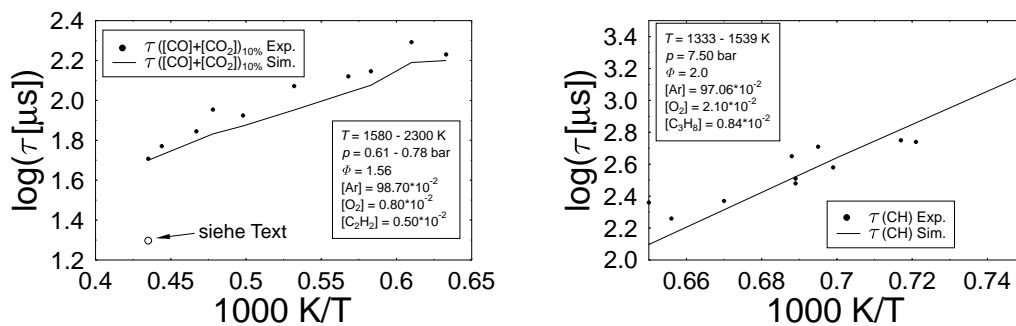 log(τ [μs])
2.4
2.2
2.0
1.8
1.6
1.4
1.2
τ([CO]+[CO₂])₁₀% Exp.
τ([CO]+[CO₂])₁₀% Sim.
T = 1580 - 2300 K
p = 0.61 - 0.78 bar
Φ = 1.56
[Ar] = 98.70*10⁻²
[O₂] = 0.80*10⁻²
[C₂H₂] = 0.50*10⁻²
siehe Text
0.4 0.45 0.5 0.55 0.6 0.65
1000 K/T
log(τ [μs])
3.4
3.2
3.0
2.8
2.6
2.4
2.2
2.0
T = 1333 - 1539 K
p = 7.50 bar
Φ = 2.0
[Ar] = 97.06*10⁻²
[O₂] = 2.10*10⁻²
[C₃H₈] = 0.84*10⁻²
τ(CH) Exp.
τ(CH) Sim.
0.66 0.68 0.7 0.72 0.74
1000 K/T